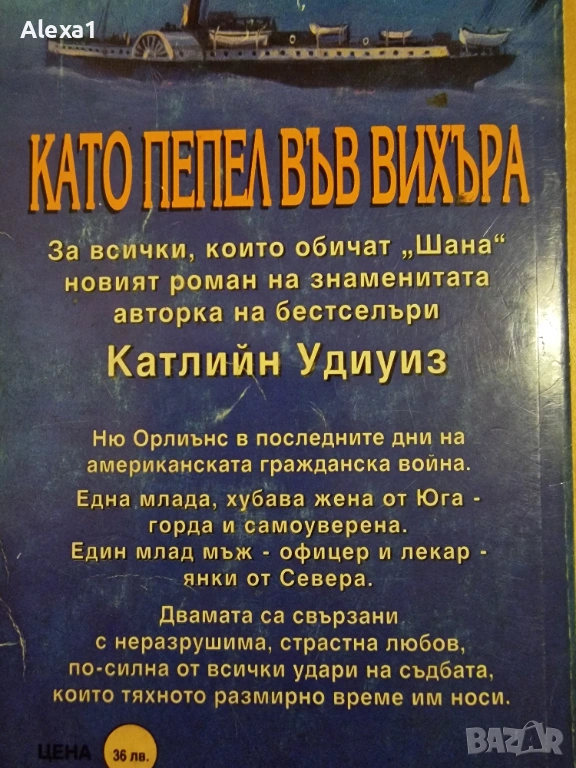 Alexa1
КАТО ПЕПЕЛ ВЪВ ВИХЪРА
За всички, които обичат „Шана“
новият роман на знаменитата
авторка на бестселъри
Катлийн Удиуиз
Ню Орлиънс в последните дни на
американската гражданска война.
Една млада, хубава жена от Юга -
горда и самоуверена.
Един млад мъж - офицер и лекар -
янки от Севера.
Двамата са свързани
с неразрушима, страстна любов,
по-силна от всички удари на съдбата,
които тяхното размирно време им носи.
ЦЕНА 36 лв.
BAZAR